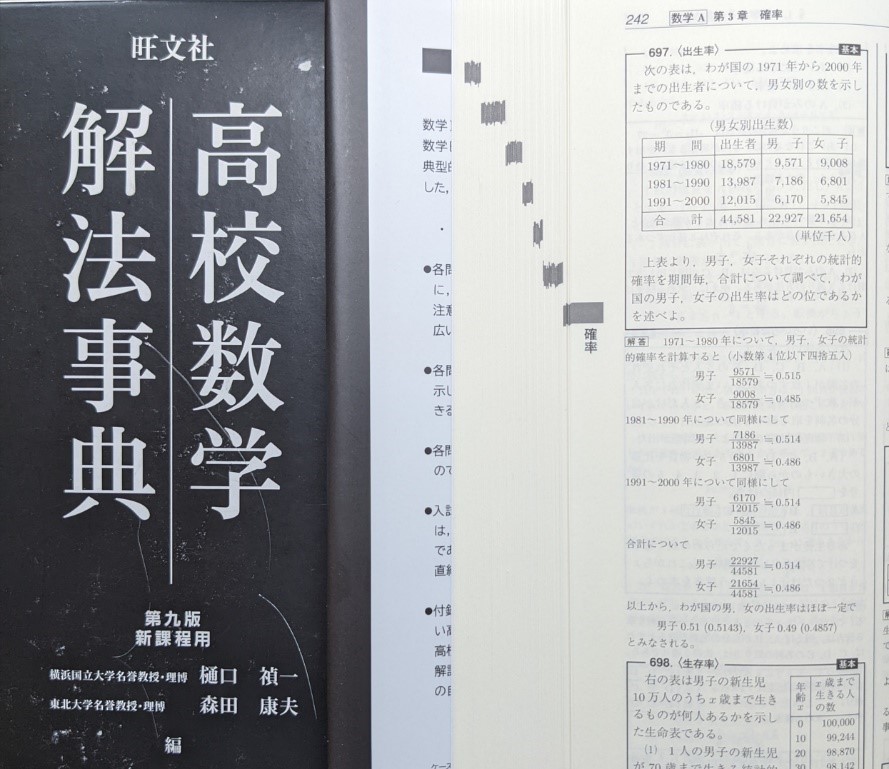 旺文社
高校数学
解法事典
第九版
新課程用
横浜国立大学名誉教授・理博 樋口 禎一
東北大学名誉教授・理博 森田 康夫
編
数学
数学
典型的
した,
・
●各問
に,
注意
広い
●各問
示し
きる
●各問
ので
●入試
は,
であ
直線
●付録
い
高校
解説
の
確率
242 数学A 第3章 確率
697.〈出生率〉 基本
次の表は，わが国の1971年から2000年
までの出生者について，男女別の数を示し
たものである。
(男女別出生数)
期 間 出生者 男 子 女 子
1971〜1980 18,579 9,571 9,008
1981〜1990 13,987 7,186 6,801
1991〜2000 12,015 6,170 5,845
合 計 44,581 22,927 21,654
(単位千人)
上表より，男子，女子それぞれの統計的
確率を期間毎，合計について調べて，わが
国の男子，女子の出生率はどの位であるか
を述べよ。
解答 1971〜1980年について，男子，女子の統計
的確率を計算すると（小数第4位以下四捨五入）
男子 9571/18579 ≒0.515
女子 9008/18579 ≒0.485
1981〜1990年について同様にして
男子 7186/13987 ≒0.514
女子 6801/13987 ≒0.486
1991〜2000年について同様にして
男子 6170/12015 ≒0.514
女子 5845/12015 ≒0.486
合計について
男子 22927/44581 ≒0.514
女子 21654/44581 ≒0.486
以上から，わが国の男，女の出生率はほぼ一定で
男子0.51 (0.5143)，女子0.49 (0.4857)
とみなされる。
698.〈生存率〉 基本
右の表は男子の新生児
10万人のうちx歳まで生き
るものが何人あるかを示し
た生命表である。
(1) 1人の男子の新生児
が70歳まで生きる統計的
年齢x x歳まで生きる人の数
0 100,000
10 99,244
20 98,870
30 98,142